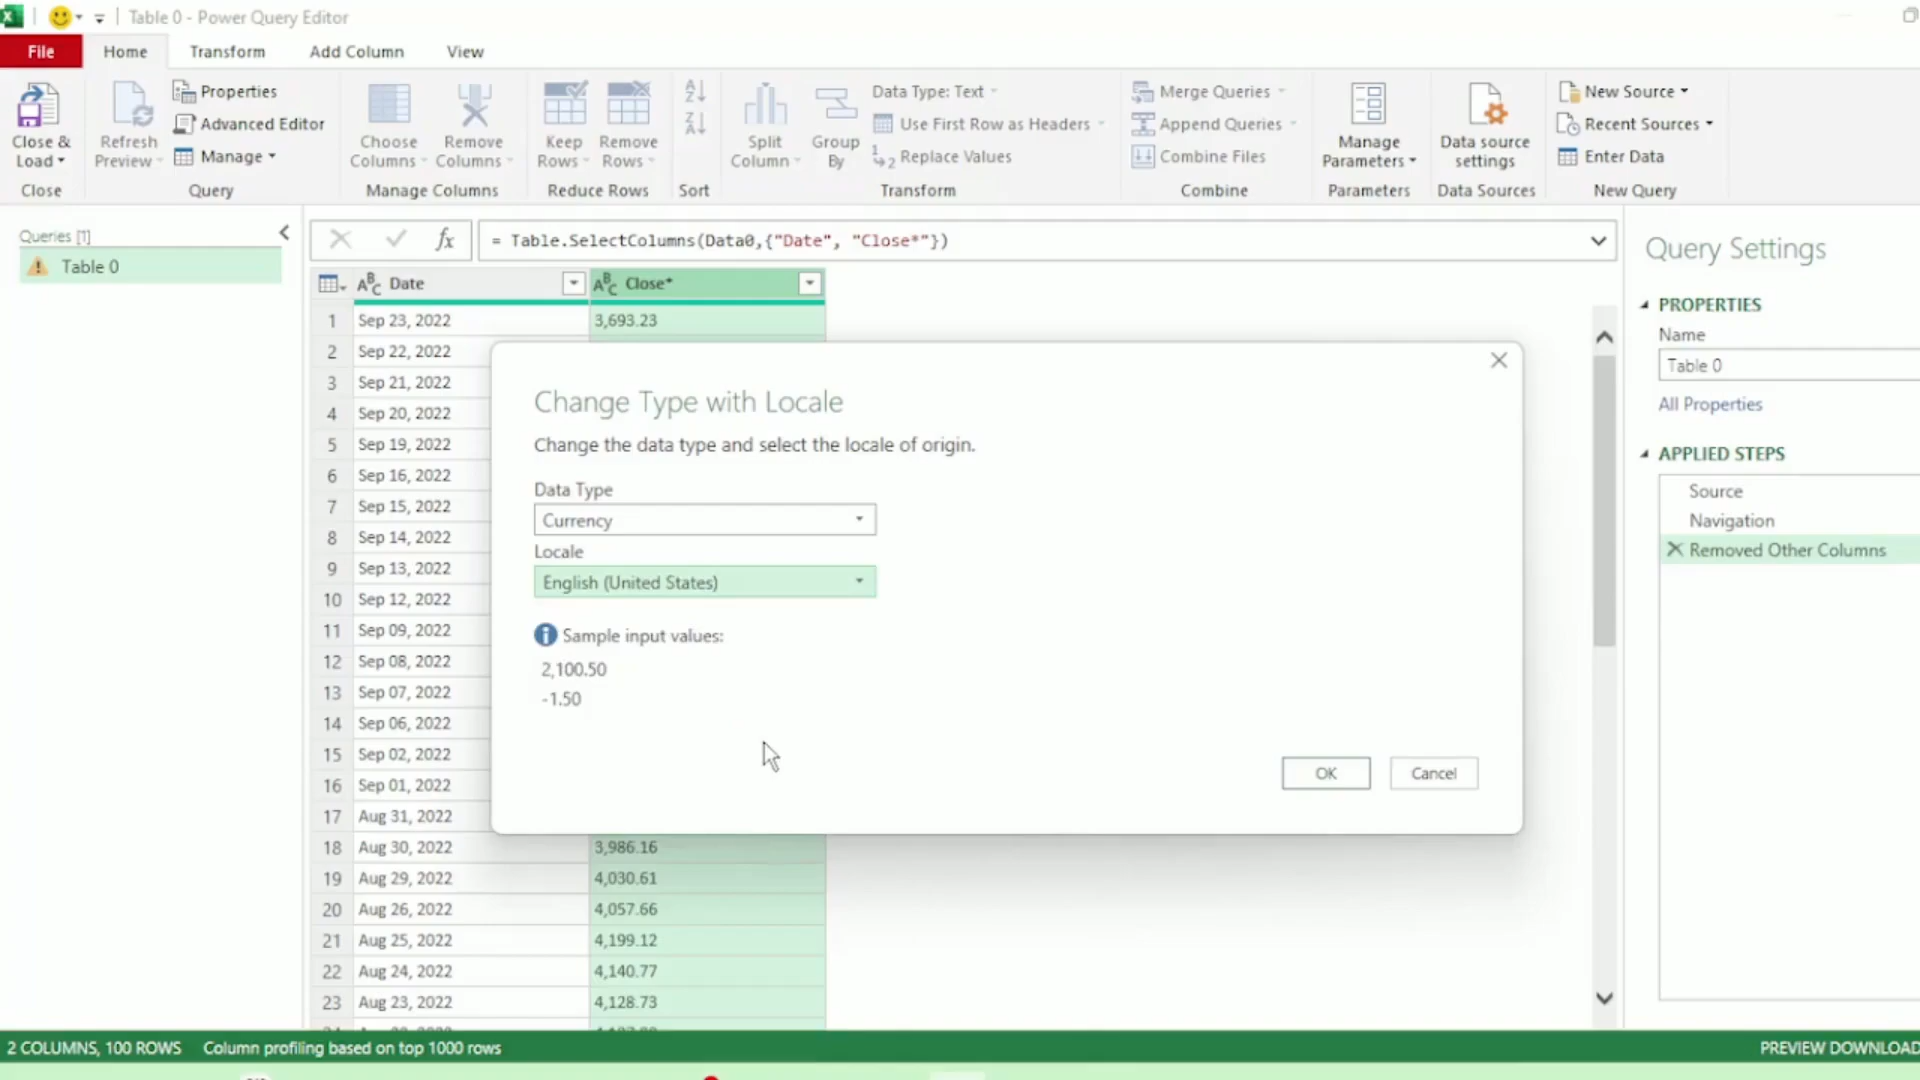 Table 0 - Power Query Editor
File
Home
Transform
Add Column
View
Close & Load
Close
Refresh Preview
Properties
Advanced Editor
Manage
Query
Choose Columns
Remove Columns
Manage Columns
Keep Rows
Remove Rows
Reduce Rows
Sort
Split Column
Group By
Data Type: Text
Use First Row as Headers
Replace Values
Transform
Merge Queries
Append Queries
Combine Files
Combine
Manage Parameters
Parameters
Data source settings
Data Sources
New Source
Recent Sources
Enter Data
New Query
Queries [1]
Table 0
fx
= Table.SelectColumns(Data0,{"Date", "Close*"})
Date
Close*
1 Sep 23, 2022 3,693.23
2 Sep 22, 2022
3 Sep 21, 2022
4 Sep 20, 2022
5 Sep 19, 2022
6 Sep 16, 2022
7 Sep 15, 2022
8 Sep 14, 2022
9 Sep 13, 2022
10 Sep 12, 2022
11 Sep 09, 2022
12 Sep 08, 2022
13 Sep 07, 2022
14 Sep 06, 2022
15 Sep 02, 2022
16 Sep 01, 2022
17 Aug 31, 2022
18 Aug 30, 2022 3,986.16
19 Aug 29, 2022 4,030.61
20 Aug 26, 2022 4,057.66
21 Aug 25, 2022 4,199.12
22 Aug 24, 2022 4,140.77
23 Aug 23, 2022 4,128.73
Change Type with Locale
Change the data type and select the locale of origin.
Data Type
Currency
Locale
English (United States)
Sample input values:
2,100.50
-1.50
OK
Cancel
Query Settings
PROPERTIES
Name
Table 0
All Properties
APPLIED STEPS
Source
Navigation
Removed Other Columns
2 COLUMNS, 100 ROWS
Column profiling based on top 1000 rows
PREVIEW DOWNLOAD